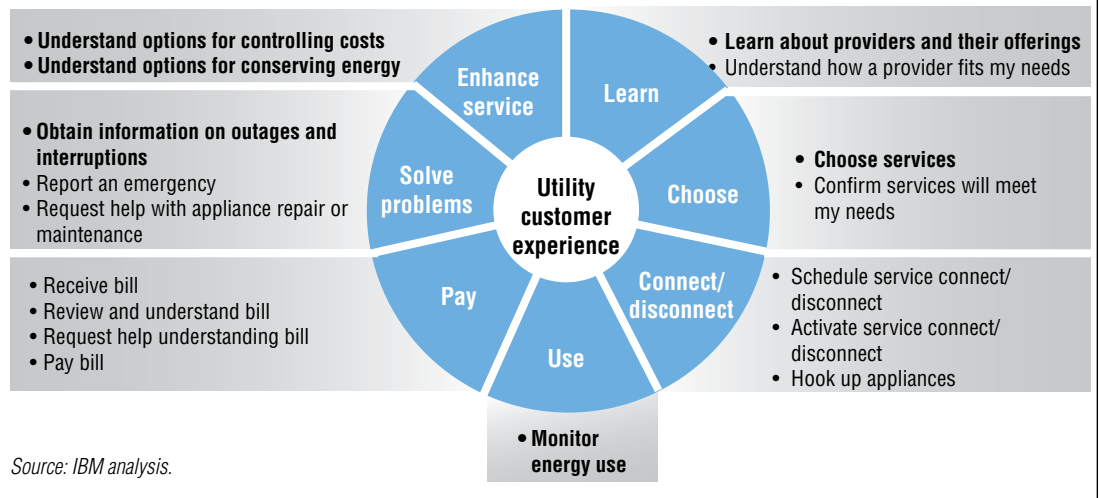 • Understand options for controlling costs
• Understand options for conserving energy
Enhance
service
Learn
• Learn about providers and their offerings
• Understand how a provider fits my needs
• Obtain information on outages and
interruptions
• Report an emergency
• Request help with appliance repair or
maintenance
Solve
problems
Utility
customer
experience
Choose
• Choose services
• Confirm services will meet
my needs
• Receive bill
• Review and understand bill
• Request help understanding bill
• Pay bill
Pay
Use
Connect/
disconnect
• Schedule service connect/
disconnect
• Activate service connect/
disconnect
• Hook up appliances
• Monitor
energy use
Source: IBM analysis.